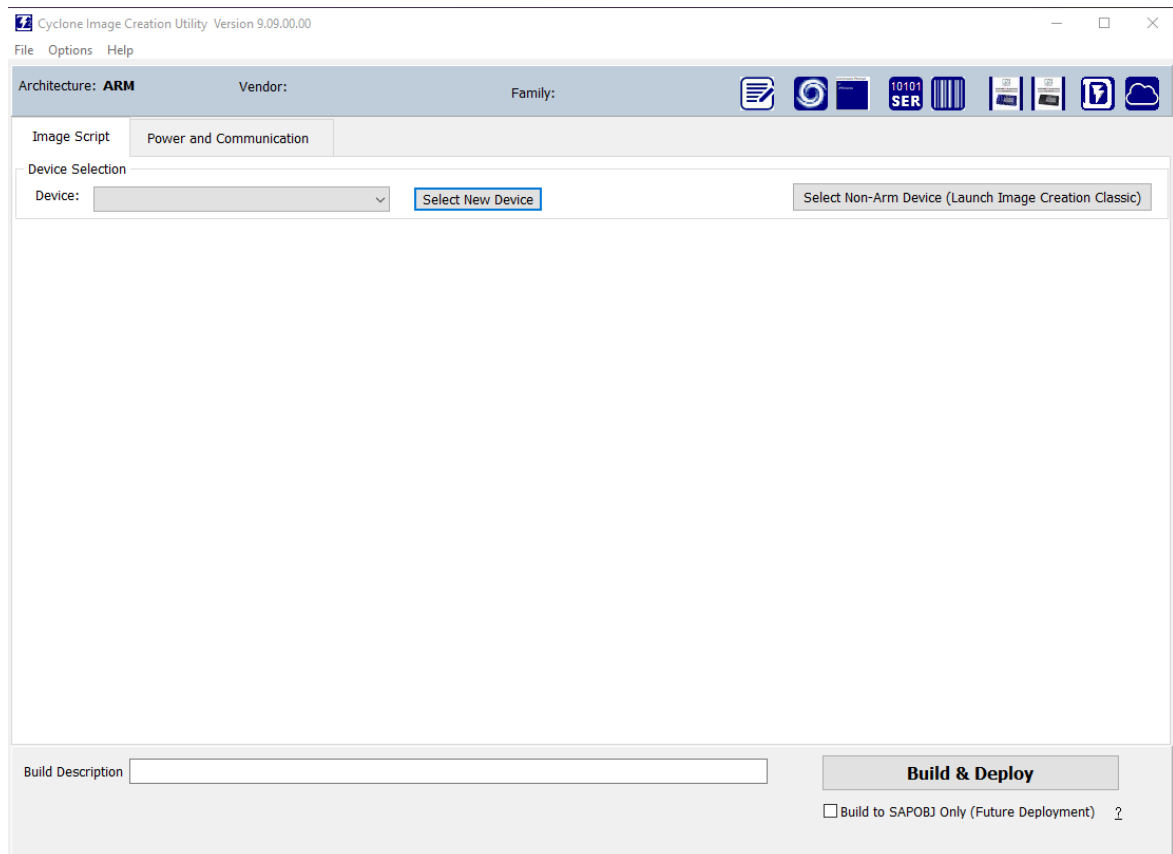 Cyclone Image Creation Utility Version 9.09.00.00
File Options Help
Architecture: ARM Vendor: Family:
10101
SER
Image Script Power and Communication
Device Selection
Device: Select New Device Select Non-Arm Device (Launch Image Creation Classic)
Build Description Build & Deploy
Build to SAPOBJ Only (Future Deployment) ?